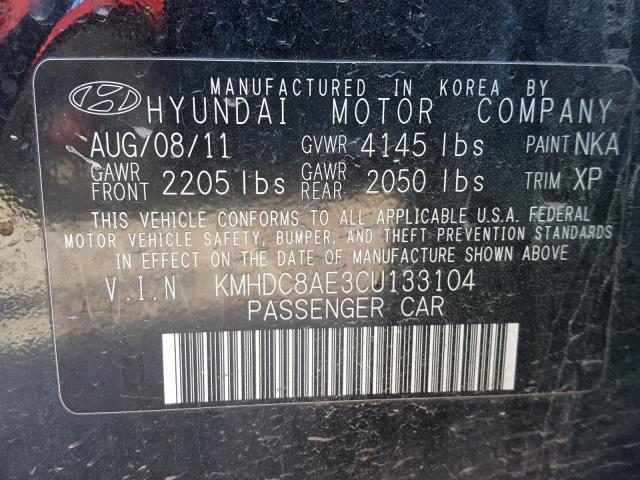 MANUFACTURED IN KOREA BY
HYUNDAI MOTOR COMPANY
AUG/08/11 GVWR 4145 lbs PAINT NKA
GAWR FRONT 2205 lbs GAWR REAR 2050 lbs TRIM XP
THIS VEHICLE CONFORMS TO ALL APPLICABLE U.S.A. FEDERAL
MOTOR VEHICLE SAFETY, BUMPER, AND THEFT PREVENTION STANDARDS
IN EFFECT ON THE DATE OF MANUFACTURE SHOWN ABOVE
V.I.N KMHDC8AE3CU133104
PASSENGER CAR